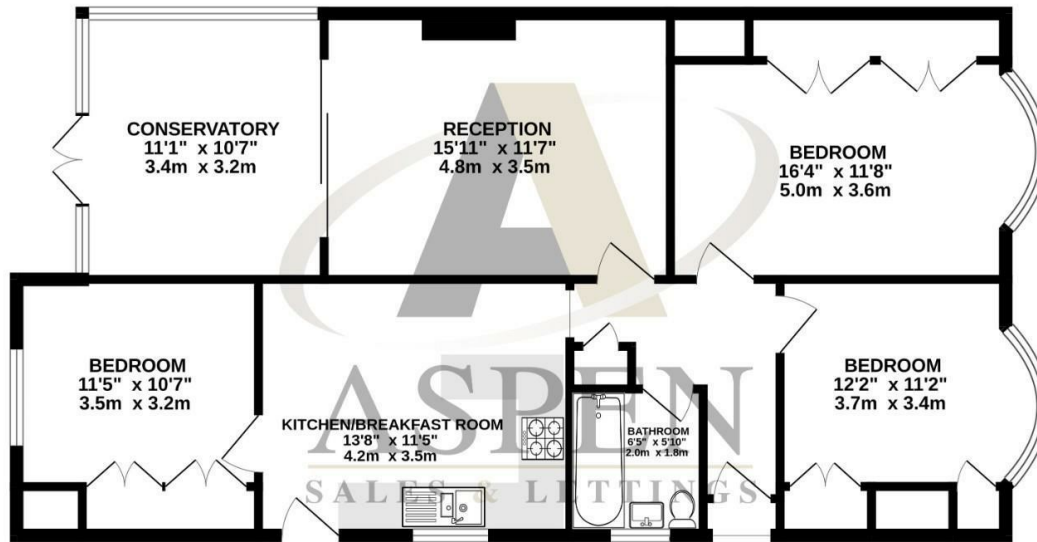 CONSERVATORY
11'1" x 10'7"
3.4m x 3.2m
RECEPTION
15'11" x 11'7"
4.8m x 3.5m
BEDROOM
16'4" x 11'8"
5.0m x 3.6m
BEDROOM
11'5" x 10'7"
3.5m x 3.2m
KITCHEN/BREAKFAST ROOM
13'8" x 11'5"
4.2m x 3.5m
BATHROOM
6'5" x 5'10"
2.0m x 1.8m
BEDROOM
12'2" x 11'2"
3.7m x 3.4m
ASPEN
SALES & LETTINGS